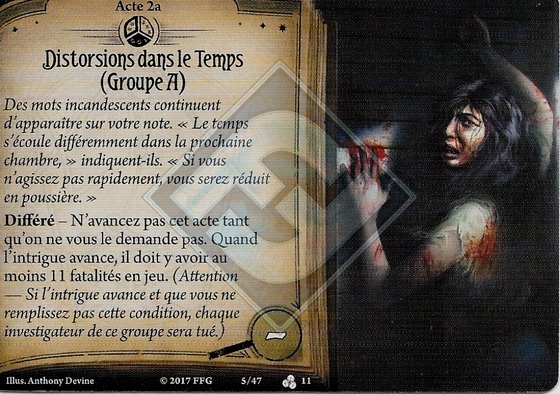 Acte 2a
Distorsions dans le Temps
(Groupe A)
Des mots incandescents continuent
d'apparaître sur votre note. « Le temps
s'écoule différemment dans la prochaine
chambre, » indiquent-ils. « Si vous
n'agissez pas rapidement, vous serez réduit
en poussière. »
Différé – N'avancez pas cet acte tant
qu'on ne vous le demande pas. Quand
l'intrigue avance, il doit y avoir au
moins 11 fatalités en jeu. (Attention
— Si l'intrigue avance et que vous ne
remplissez pas cette condition, chaque
investigateur de ce groupe sera tué.)
–
Illus. Anthony Devine © 2017 FFG 5/47 11